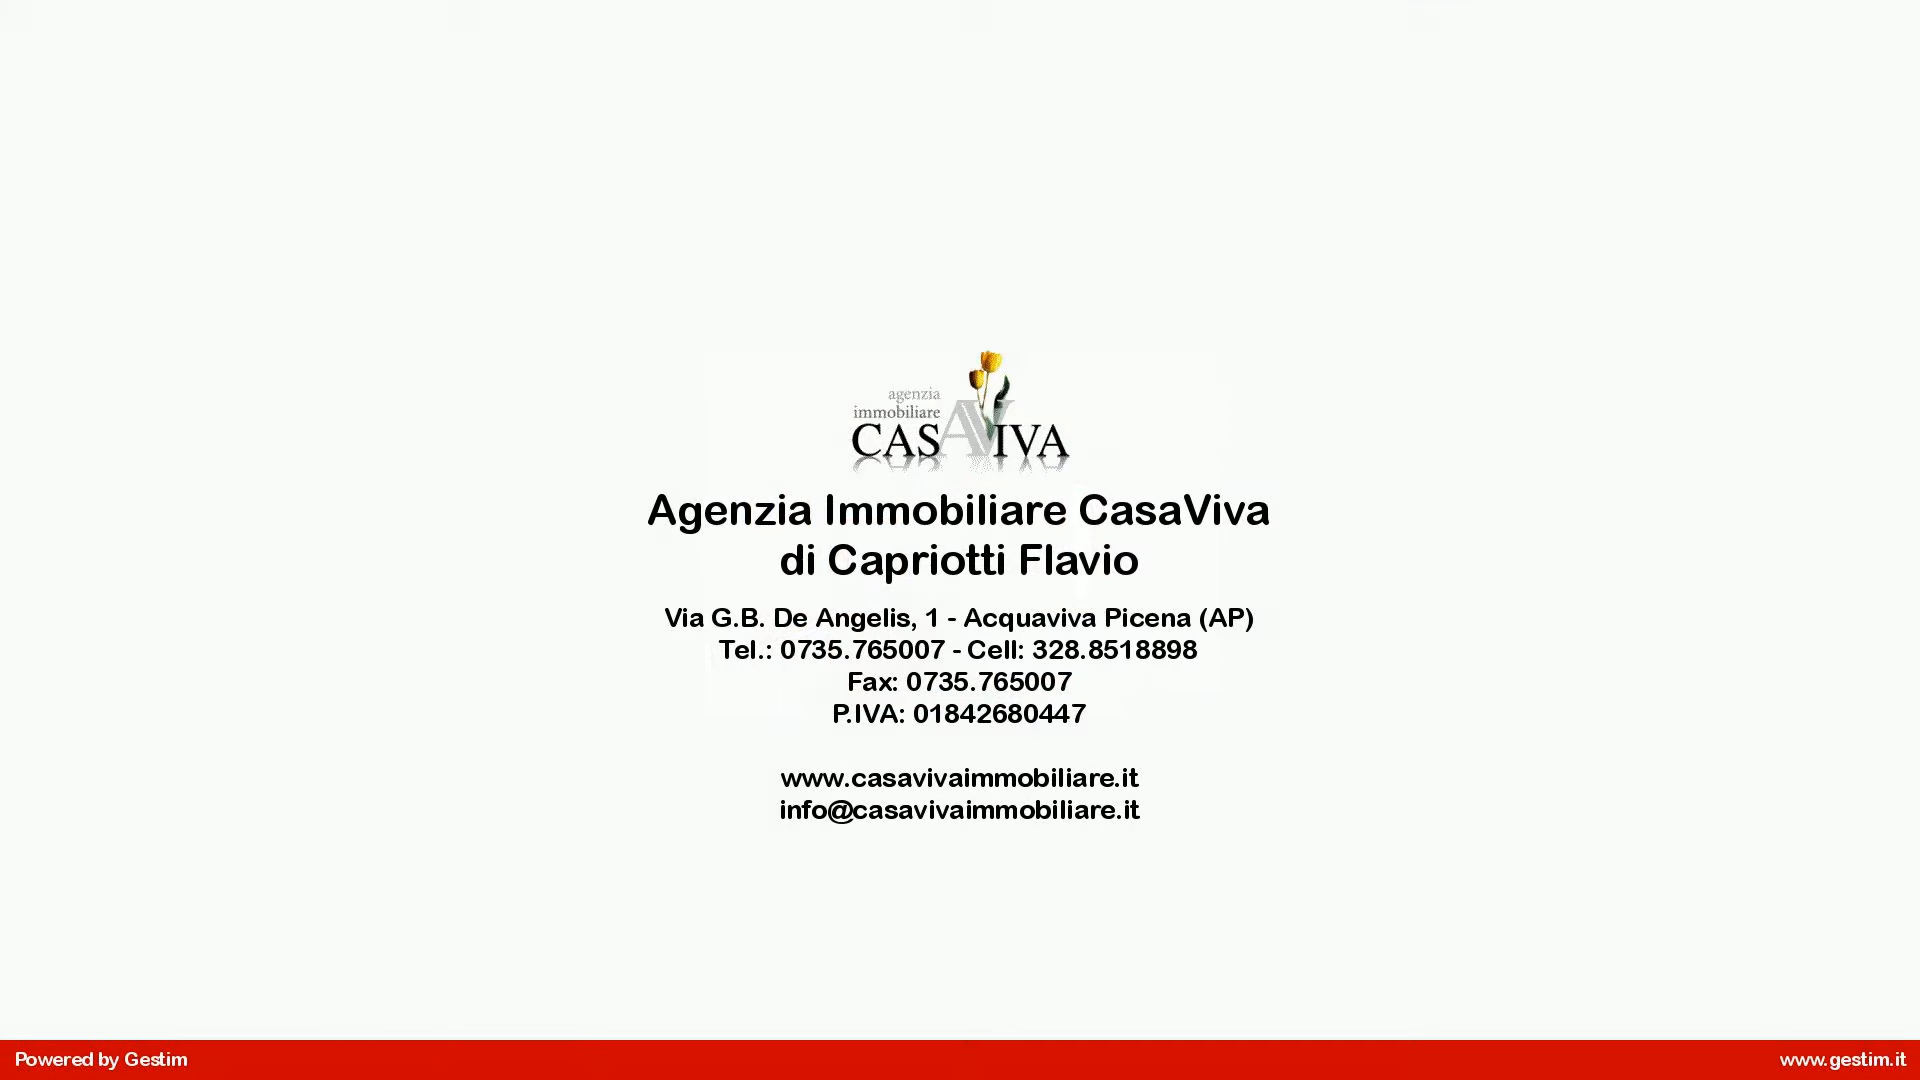 agenzia
immobiliare
CASAVIVA
Agenzia Immobiliare CasaViva
di Capriotti Flavio
Via G.B. De Angelis, 1 - Acquaviva Picena (AP)
Tel.: 0735.765007 - Cell: 328.8518898
Fax: 0735.765007
P.IVA: 01842680447
www.casavivaimmobiliare.it
info@casavivaimmobiliare.it
Powered by Gestim
www.gestim.it